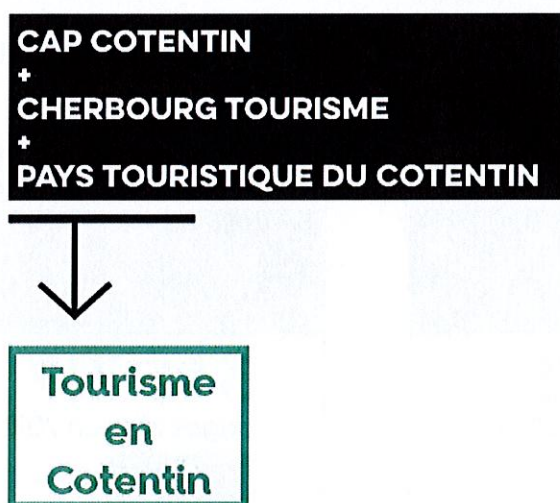 CAP COTENTIN
+
CHERBOURG TOURISME
+
PAYS TOURISTIQUE DU COTENTIN
Tourisme
en
Cotentin